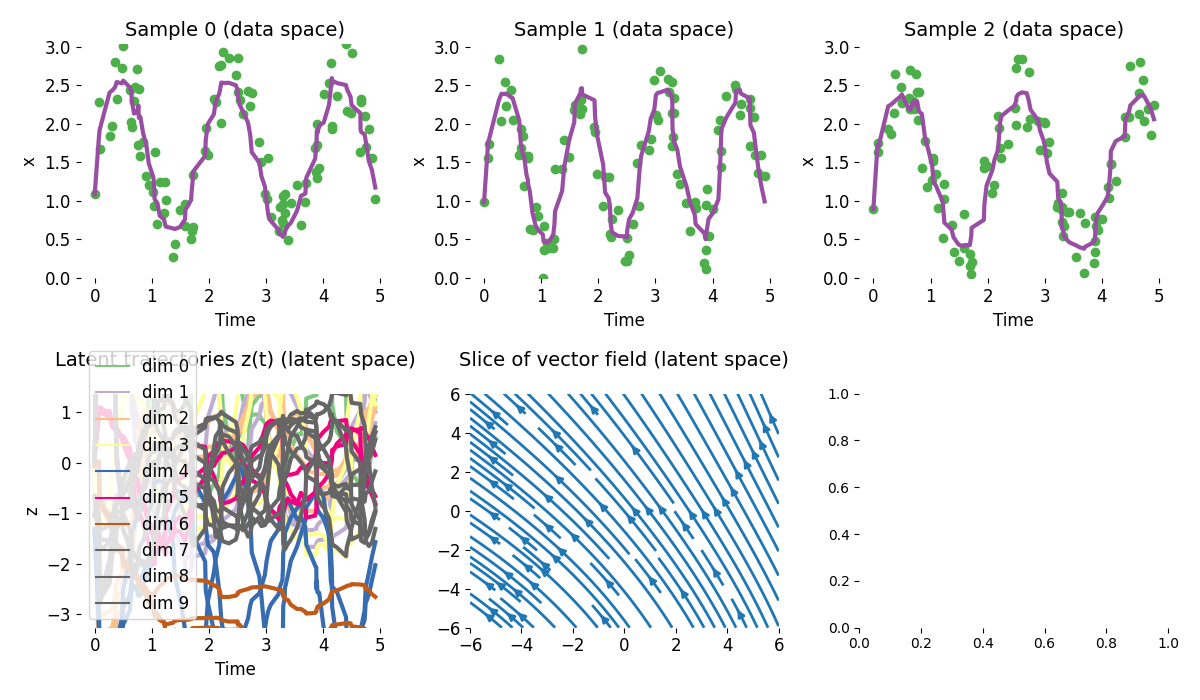 Sample 0 (data space)
Sample 1 (data space)
Sample 2 (data space)
3.0
2.5
2.0
1.5
1.0
0.5
0.0
x
0 1 2 3 4 5
Time
3.0
2.5
2.0
1.5
1.0
0.5
0.0
x
0 1 2 3 4 5
Time
3.0
2.5
2.0
1.5
1.0
0.5
0.0
x
0 1 2 3 4 5
Time
Latent trajectories z(t) (latent space)
1
0
−1
−2
−3
z
dim 0
dim 1
dim 2
dim 3
dim 4
dim 5
dim 6
dim 7
dim 8
dim 9
0 1 2 3 4 5
Time
Slice of vector field (latent space)
6
4
2
0
−2
−4
−6
−6 −4 −2 0 2 4 6
1.0
0.8
0.6
0.4
0.2
0.0
0.0 0.2 0.4 0.6 0.8 1.0